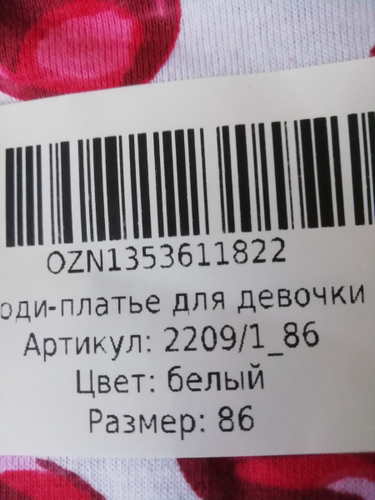 OZN1353611822
оди-платье для девочки
Артикул: 2209/1_86
Цвет: белый
Размер: 86